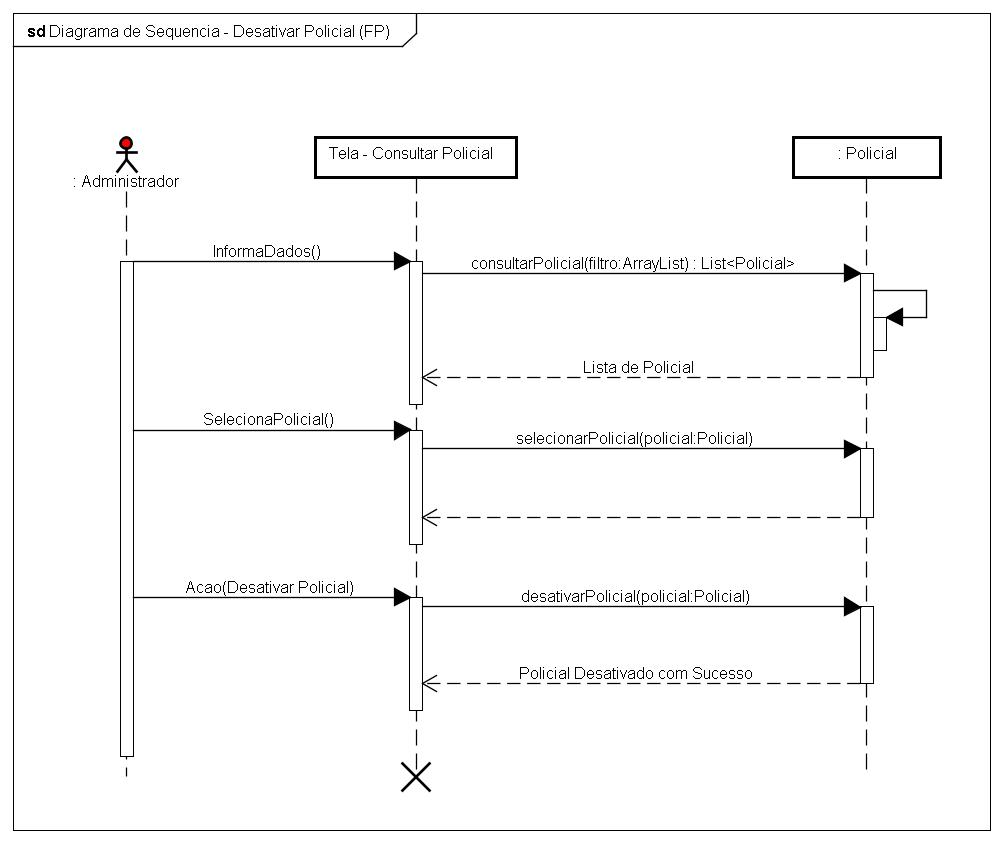 sd Diagrama de Sequencia - Desativar Policial (FP)
: Administrador
Tela - Consultar Policial
: Policial
InformaDados()
consultarPolicial(filtro:ArrayList) : List<Policial>
Lista de Policial
SelecionaPolicial()
selecionarPolicial(policial:Policial)
Acao(Desativar Policial)
desativarPolicial(policial:Policial)
Policial Desativado com Sucesso